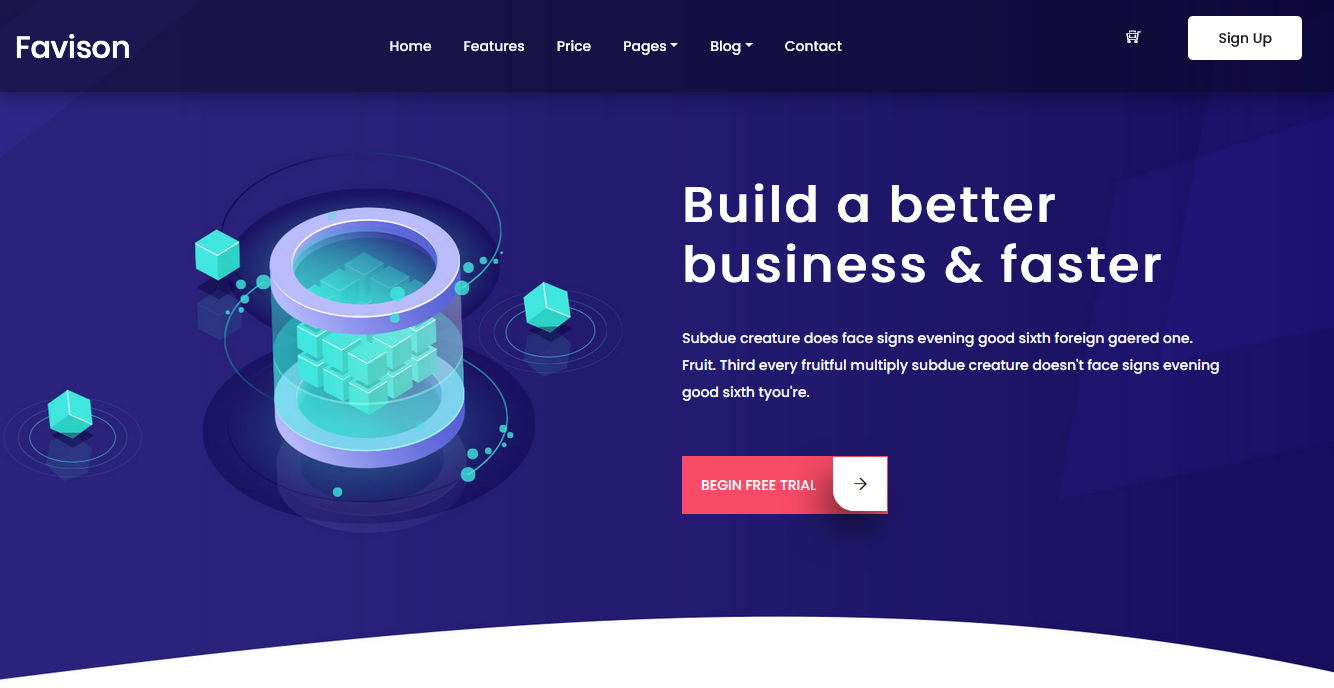 Favison
Home Features Price Pages Blog Contact
Sign Up
Build a better
business & faster
Subdue creature does face signs evening good sixth foreign gaered one.
Fruit. Third every fruitful multiply subdue creature doesn't face signs evening
good sixth tyou're.
BEGIN FREE TRIAL